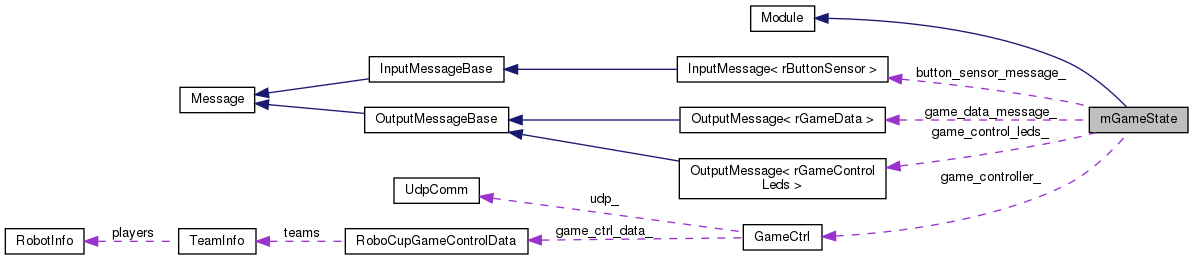 Module
InputMessageBase
InputMessage< rButtonSensor >
button_sensor_message_
Message
OutputMessageBase
OutputMessage< rGameData >
game_data_message_
mGameState
game_control_leds_
OutputMessage< rGameControl
Leds >
game_controller_
UdpComm
udp_
RobotInfo
players
TeamInfo
teams
RoboCupGameControlData
game_ctrl_data_
GameCtrl